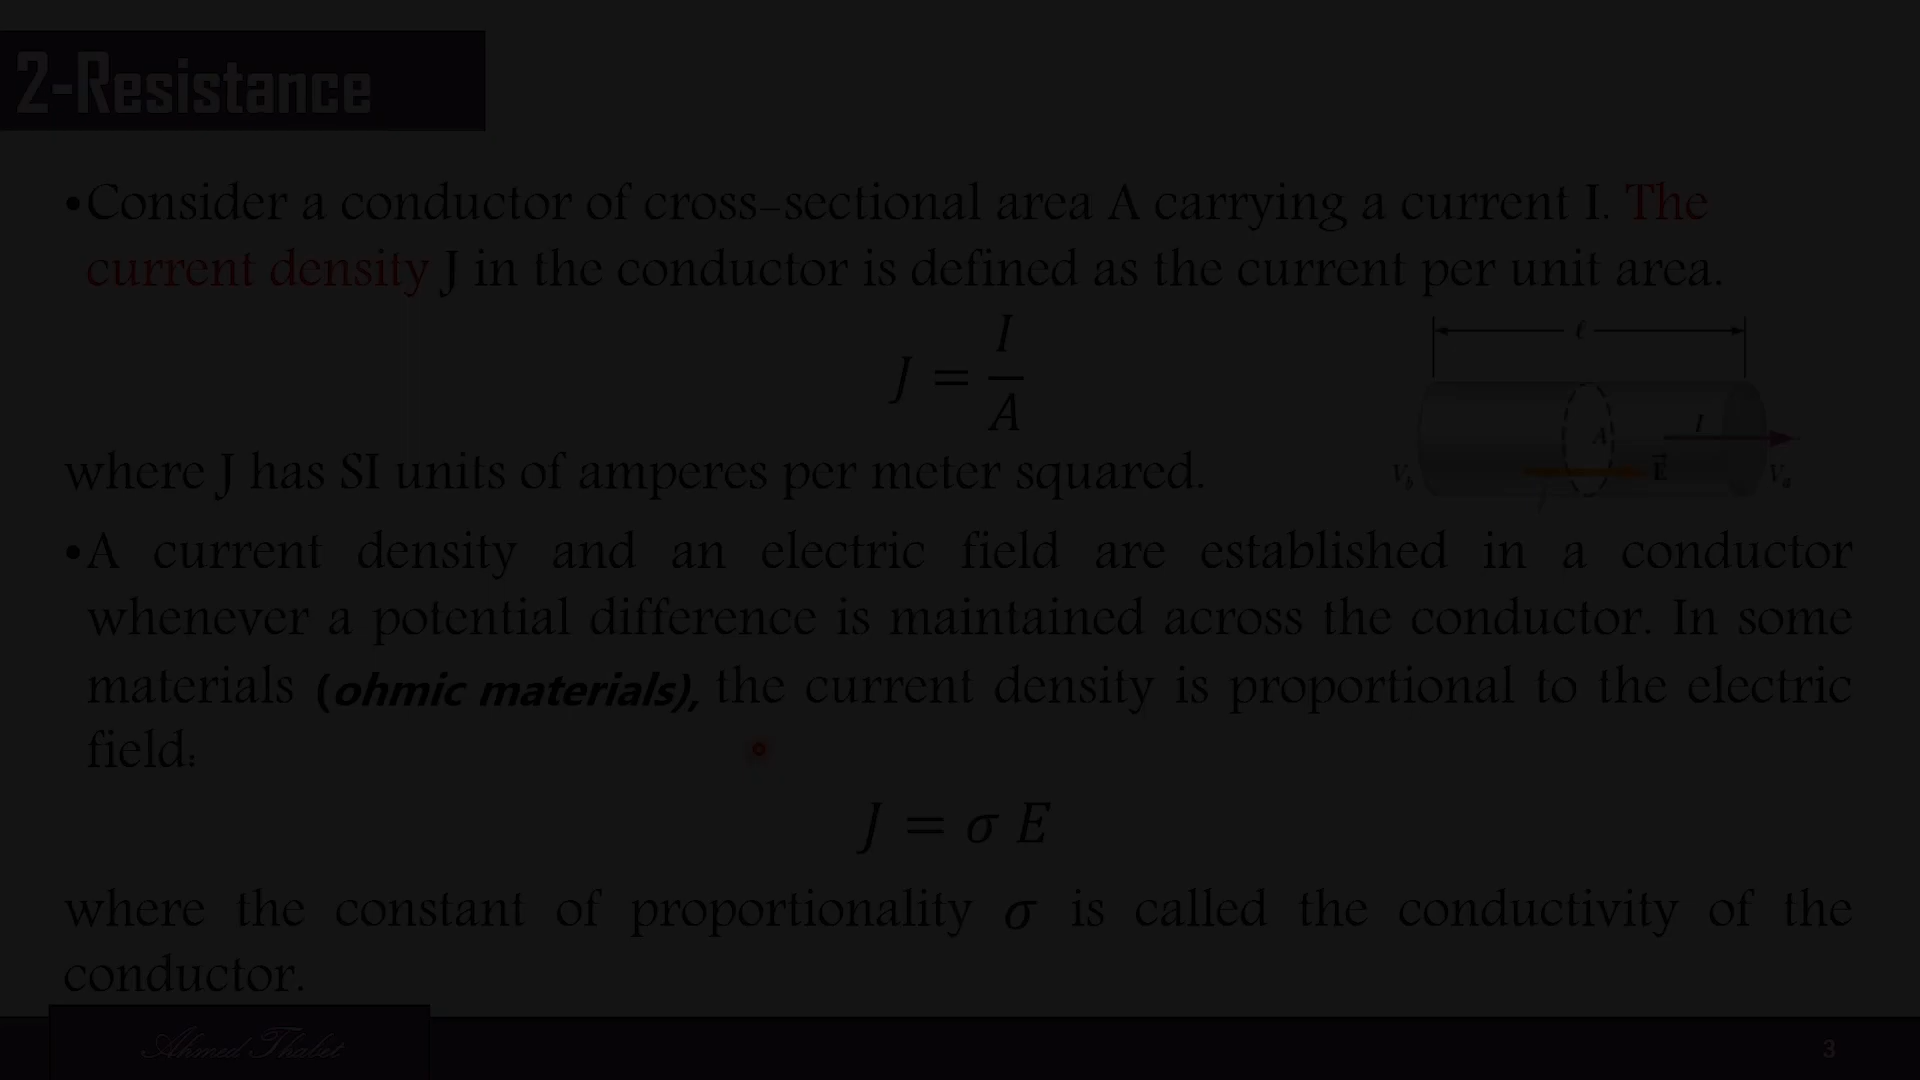 2-Resistance
•Consider a conductor of cross-sectional area A carrying a current I. The
current density J in the conductor is defined as the current per unit area.
J = I/A
ℓ
A
I
E⃗
V_b
V_a
where J has SI units of amperes per meter squared.
•A current density and an electric field are established in a conductor
whenever a potential difference is maintained across the conductor. In some
materials (ohmic materials), the current density is proportional to the electric
field:
J = σ E
where the constant of proportionality σ is called the conductivity of the
conductor.
Ahmed Thabet
3